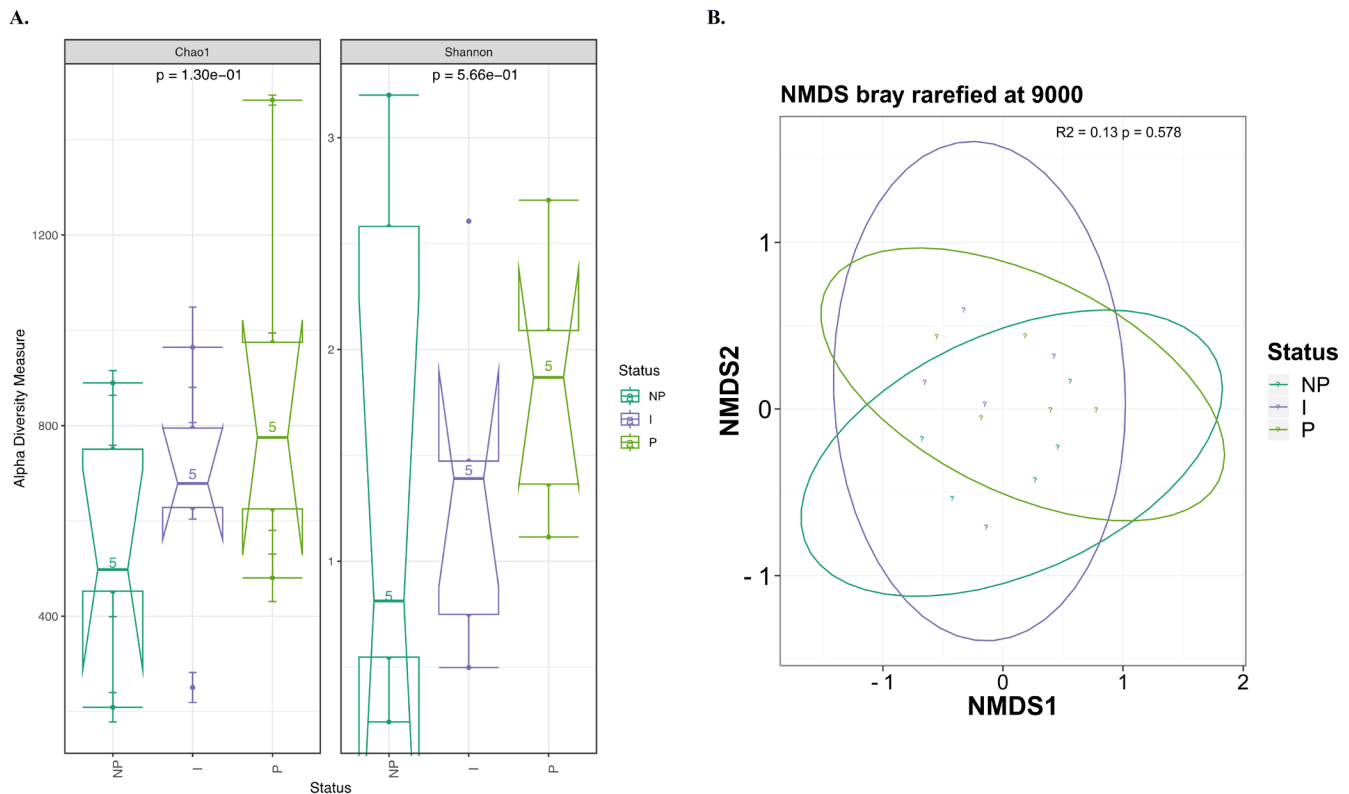 A.
Chao1
Shannon
p = 1.30e−01
p = 5.66e−01
Alpha Diversity Measure
1200
800
400
3
2
1
5
5
5
5
5
5
NP
I
P
NP
I
P
Status
Status
a NP
a I
a P
B.
NMDS bray rarefied at 9000
R2 = 0.13 p = 0.578
NMDS2
1
0
- 1
? ? ? ? ? ? ? ? ? ? ? ? ? ? ?
- 1 0 1 2
NMDS1
Status
? NP
? I
? P